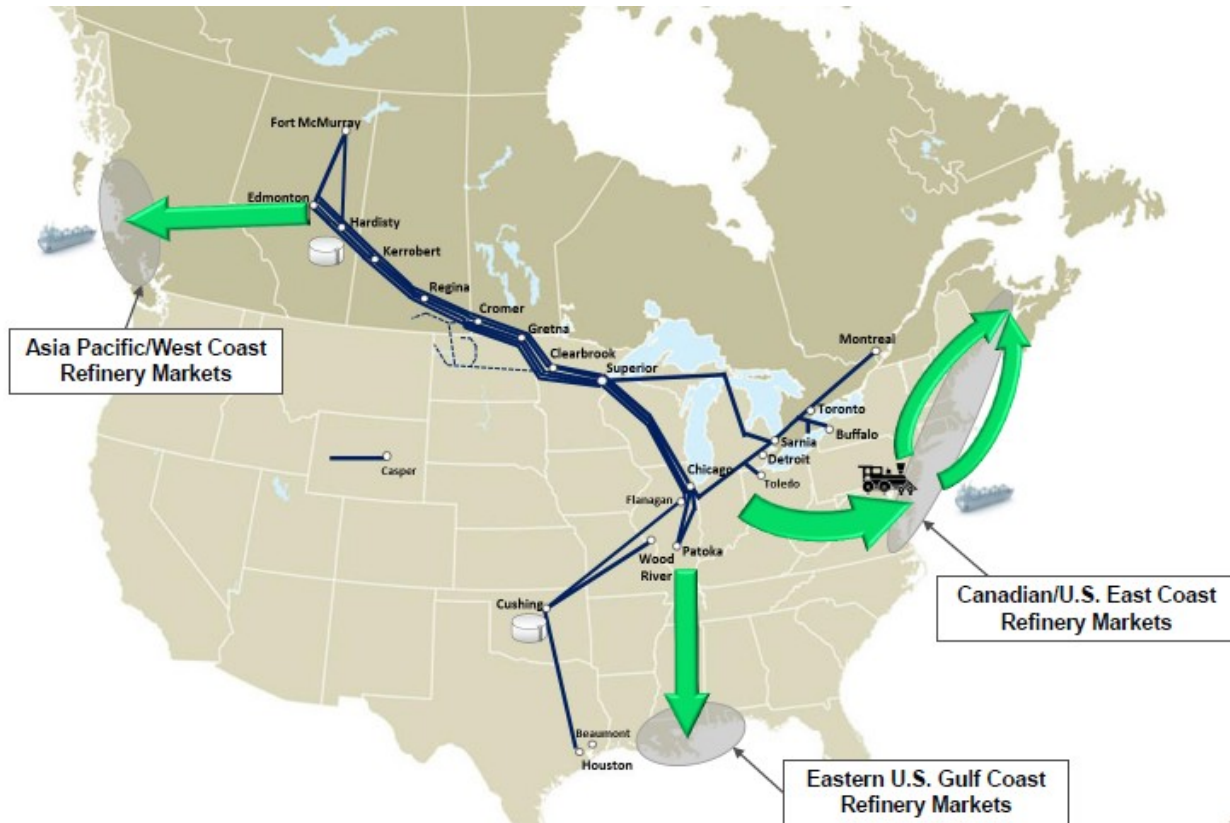 Fort McMurray
Edmonton
Hardisty
Kerrobert
Regina
Cromer
Gretna
Clearbrook
Superior
Montreal
Asia Pacific/West Coast
Refinery Markets
Toronto
Buffalo
Sarnia
Detroit
Chicago
Toledo
Casper
Flanagan
Wood
River
Patoka
Cushing
Canadian/U.S. East Coast
Refinery Markets
Beaumont
Houston
Eastern U.S. Gulf Coast
Refinery Markets